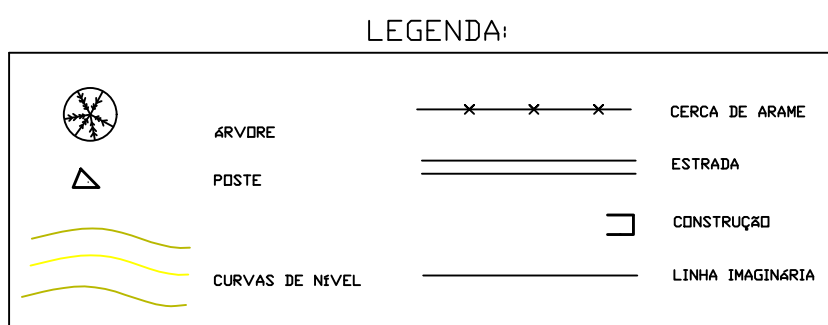 LEGENDA:
ÁRVORE
POSTE
CURVAS DE NÍVEL
CERCA DE ARAME
ESTRADA
CONSTRUÇÃO
LINHA IMAGINÁRIA